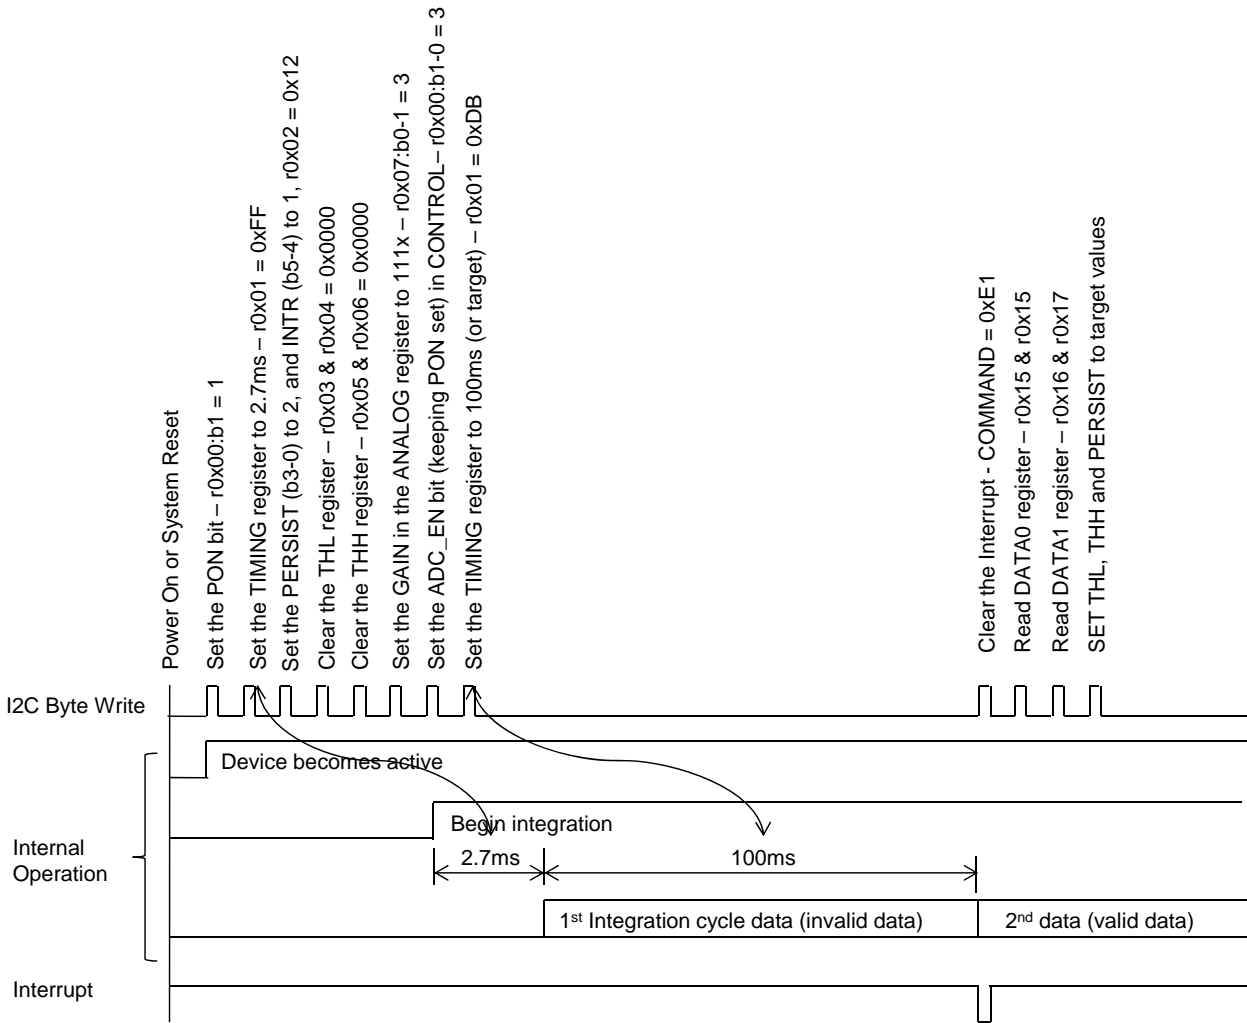 Power On or System Reset
Set the PON bit – r0x00:b1 = 1
Set the TIMING register to 2.7ms – r0x01 = 0xFF
Set the PERSIST (b3-0) to 2, and INTR (b5-4) to 1, r0x02 = 0x12
Clear the THL register – r0x03 & r0x04 = 0x0000
Clear the THH register – r0x05 & r0x06 = 0x0000
Set the GAIN in the ANALOG register to 111x – r0x07:b0-1 = 3
Set the ADC_EN bit (keeping PON set) in CONTROL– r0x00:b1-0 = 3
Set the TIMING register to 100ms (or target) – r0x01 = 0xDB
Clear the Interrupt - COMMAND = 0xE1
Read DATA0 register – r0x15 & r0x15
Read DATA1 register – r0x16 & r0x17
SET THL, THH and PERSIST to target values
I2C Byte Write
Device becomes active
Begin integration
Internal
Operation
2.7ms
100ms
1st Integration cycle data (invalid data)
2nd data (valid data)
Interrupt